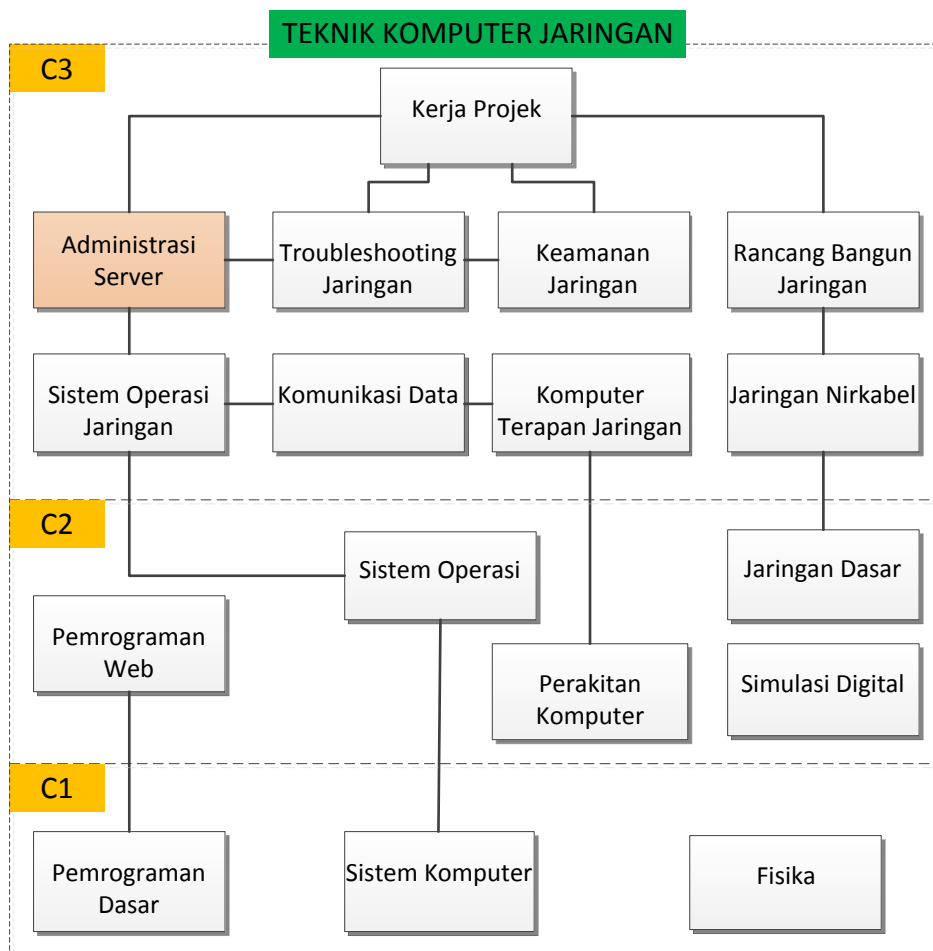 TEKNIK KOMPUTER JARINGAN
C3
Kerja Projek
Administrasi
Server
Troubleshooting
Jaringan
Keamanan
Jaringan
Rancang Bangun
Jaringan
Sistem Operasi
Jaringan
Komunikasi Data
Komputer
Terapan Jaringan
Jaringan Nirkabel
C2
Sistem Operasi
Jaringan Dasar
Pemrograman
Web
Perakitan
Komputer
Simulasi Digital
C1
Pemrograman
Dasar
Sistem Komputer
Fisika